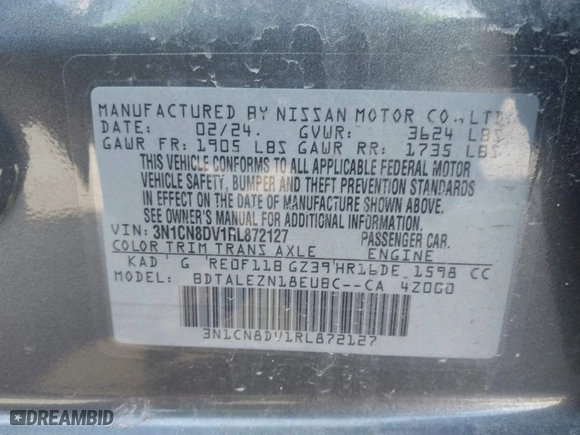 MANUFACTURED BY NISSAN MOTOR CO., LTD
DATE: 02/24. GVWR: 3624 LBS
GAWR FR: 1905 LBS GAWR RR: 1735 LBS
THIS VEHICLE CONFORMS TO ALL APPLICABLE FEDERAL MOTOR
VEHICLE SAFETY, BUMPER AND THEFT PREVENTION STANDARDS
IN EFFECT ON THE DATE OF MANUFACTURE SHOWN ABOVE.
SEE OWNER'S MANUAL FOR ADDITIONAL INFORMATION.
VIN: 3N1CN8DV1RL872127 PASSENGER CAR.
COLOR TRIM TRANS AXLE ENGINE
KAD G RE0F11B GZ39 HR16DE 1598 CC
MODEL: BDTALEZN18EUBC--CA 4Z0G0
3N1CN8DV1RL872127
DREAMBID